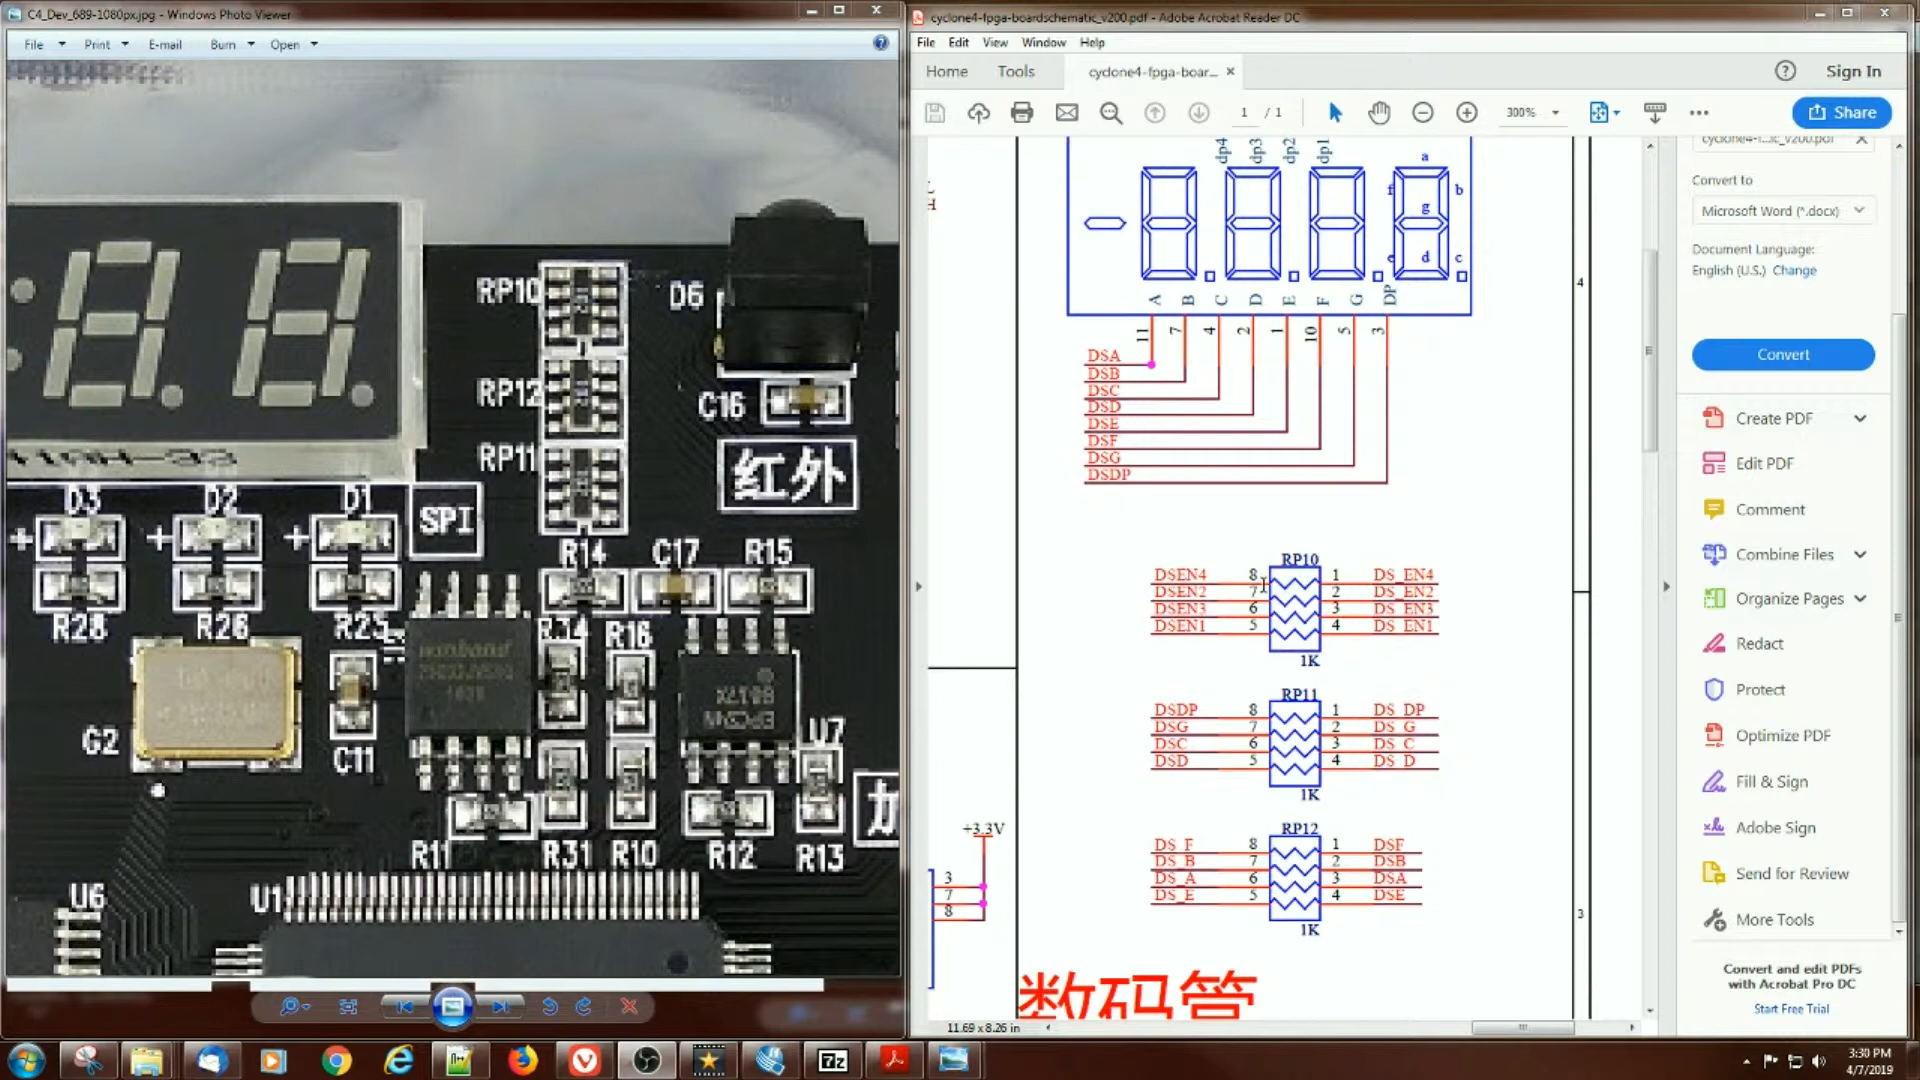 C4_Dev_689-1080px.jpg - Windows Photo Viewer
File Print E-mail Burn Open
RP10
D6
RP12
C16
RP11
红外
D3 D2 D1
SPI
R14 C17 R15
R28 R26 R25
R34 R16
G2
C11
U7
R11 R31 R10 R12 R13
U6
U1
cyclone4-fpga-boardschematic_v200.pdf - Adobe Acrobat Reader DC
File Edit View Window Help
Home Tools cyclone4-fpga-boar... Sign In
1 / 1 300% Share
dp4 dp3 dp2 dp1
a
f b
g
e d c
A B C D E F G DP
11 7 4 2 1 10 5 3
DSA
DSB
DSC
DSD
DSE
DSF
DSG
DSDP
4
RP10
DSEN4 8 1 DS_EN4
DSEN2 7 2 DS_EN2
DSEN3 6 3 DS_EN3
DSEN1 5 4 DS_EN1
1K
RP11
DSDP 8 1 DS_DP
DSG 7 2 DS_G
DSC 6 3 DS_C
DSD 5 4 DS_D
1K
+3.3V
3
7
8
RP12
DS_F 8 1 DSF
DS_B 7 2 DSB
DS_A 6 3 DSA
DS_E 5 4 DSE
1K
3
数码管
11.69 x 8.26 in
Convert to
Microsoft Word (*.docx)
Document Language:
English (U.S.) Change
Convert
Create PDF
Edit PDF
Comment
Combine Files
Organize Pages
Redact
Protect
Optimize PDF
Fill & Sign
Adobe Sign
Send for Review
More Tools
Convert and edit PDFs
with Acrobat Pro DC
Start Free Trial
3:30 PM
4/7/2019